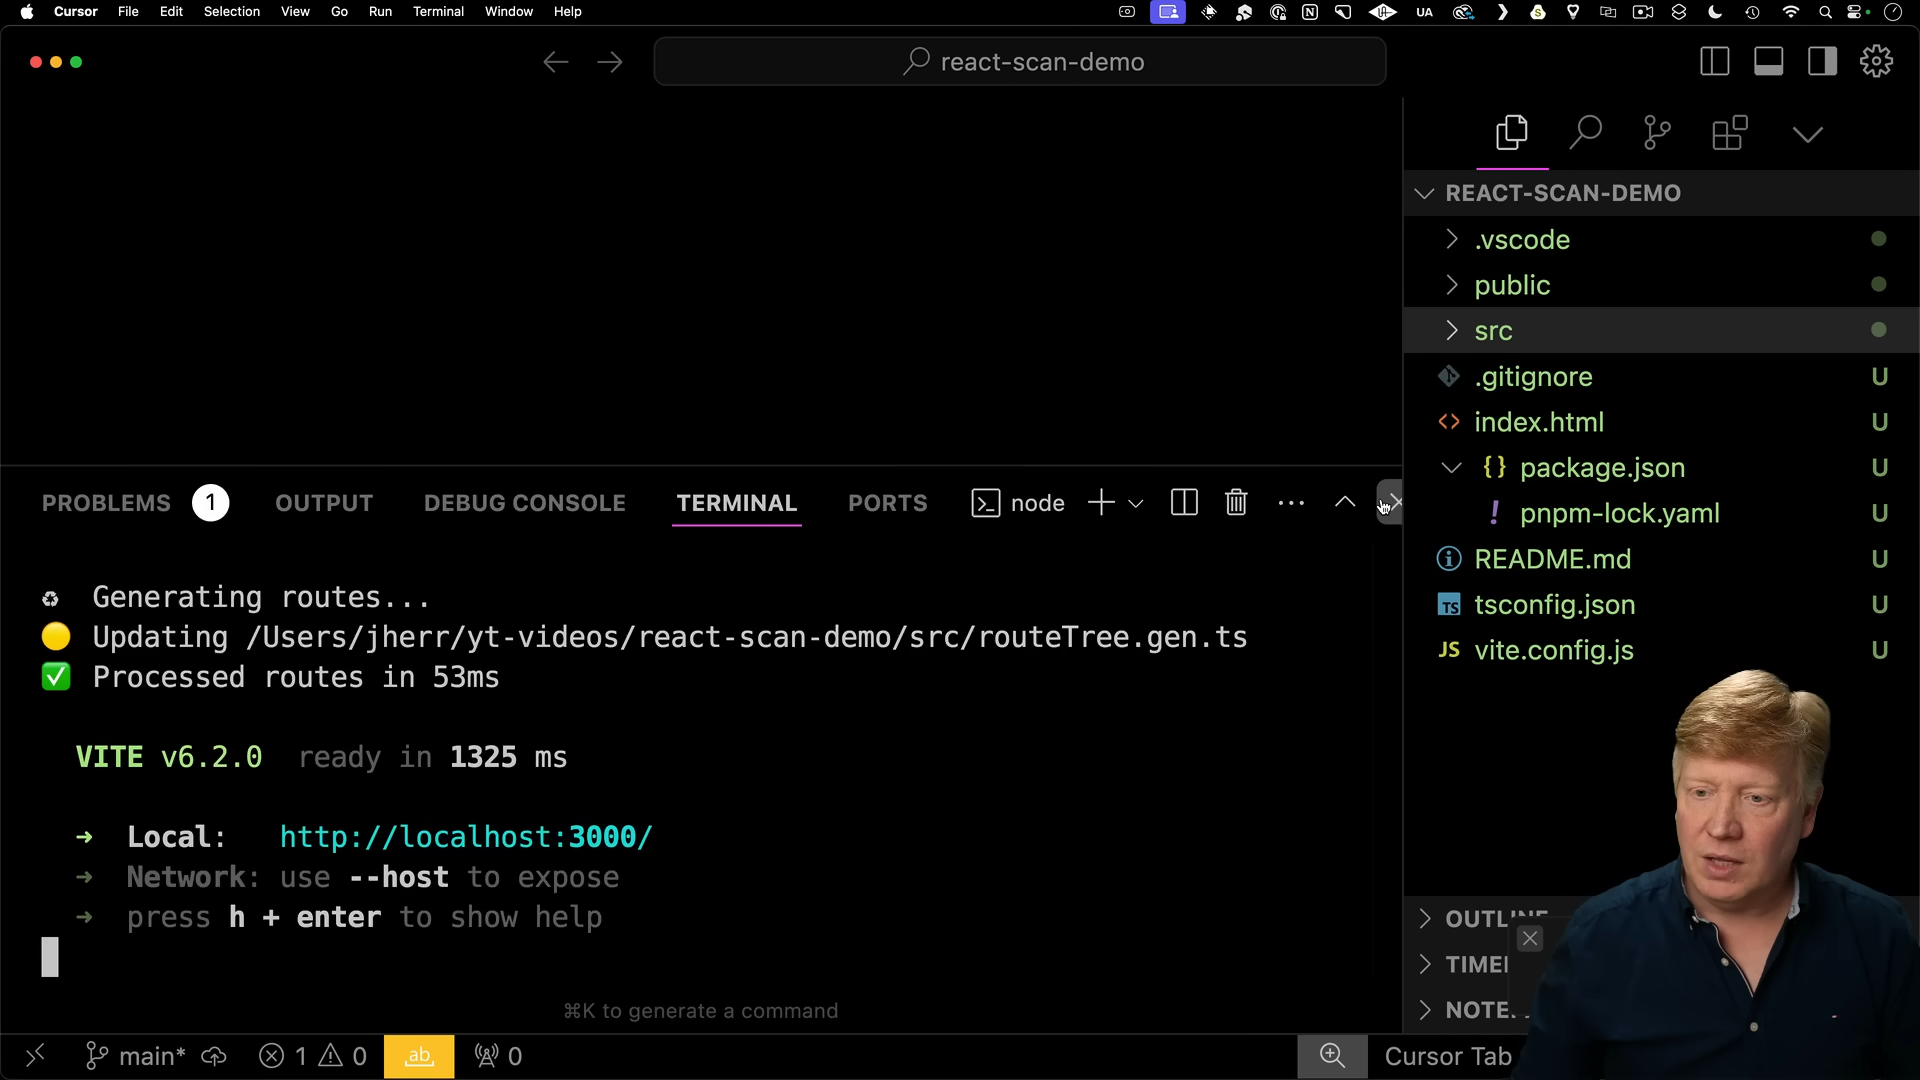 Cursor File Edit Selection View Go Run Terminal Window Help
UA
react-scan-demo
REACT-SCAN-DEMO
.vscode
public
src
.gitignore U
index.html U
{} package.json U
! pnpm-lock.yaml U
README.md U
TS tsconfig.json U
JS vite.config.js U
PROBLEMS 1 OUTPUT DEBUG CONSOLE TERMINAL PORTS node
Generating routes...
Updating /Users/jherr/yt-videos/react-scan-demo/src/routeTree.gen.ts
Processed routes in 53ms
VITE v6.2.0 ready in 1325 ms
➜ Local: http://localhost:3000/
➜ Network: use --host to expose
➜ press h + enter to show help
⌘K to generate a command
OUTLINE
main* 1 0 ab 0 Cursor Tab